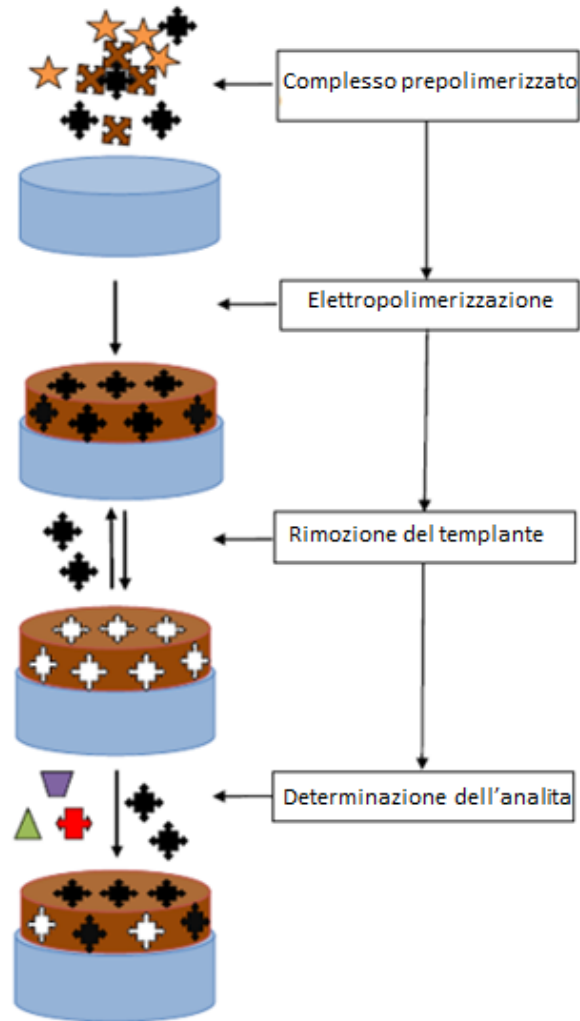 Complesso prepolimerizzato
Elettropolimerizzazione
Rimozione del templante
Determinazione dell'analita